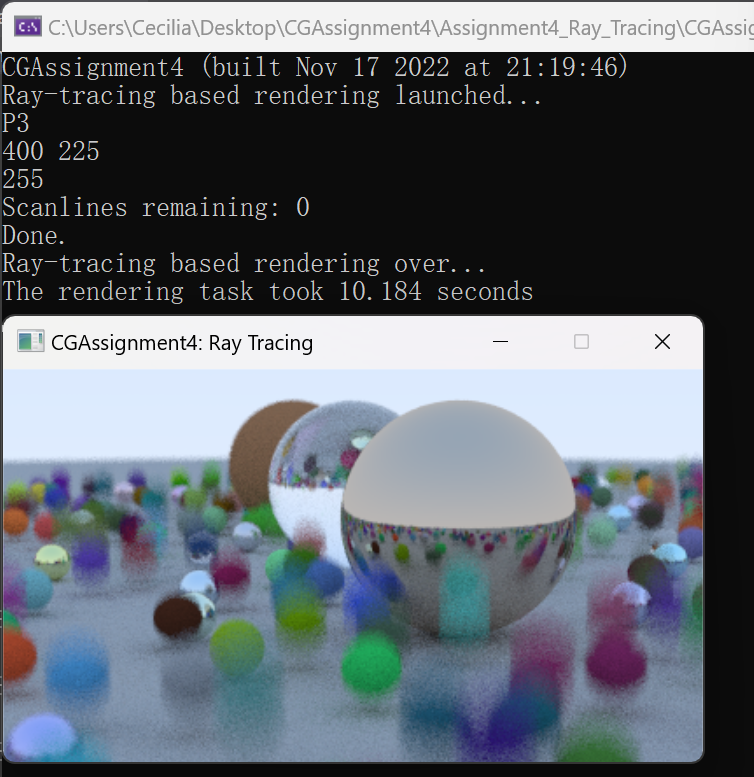 C:\Users\Cecilia\Desktop\CGAssignment4\Assignment4_Ray_Tracing\CGAssig
CGAssignment4 (built Nov 17 2022 at 21:19:46)
Ray-tracing based rendering launched...
P3
400 225
255
Scanlines remaining: 0
Done.
Ray-tracing based rendering over...
The rendering task took 10.184 seconds
CGAssignment4: Ray Tracing